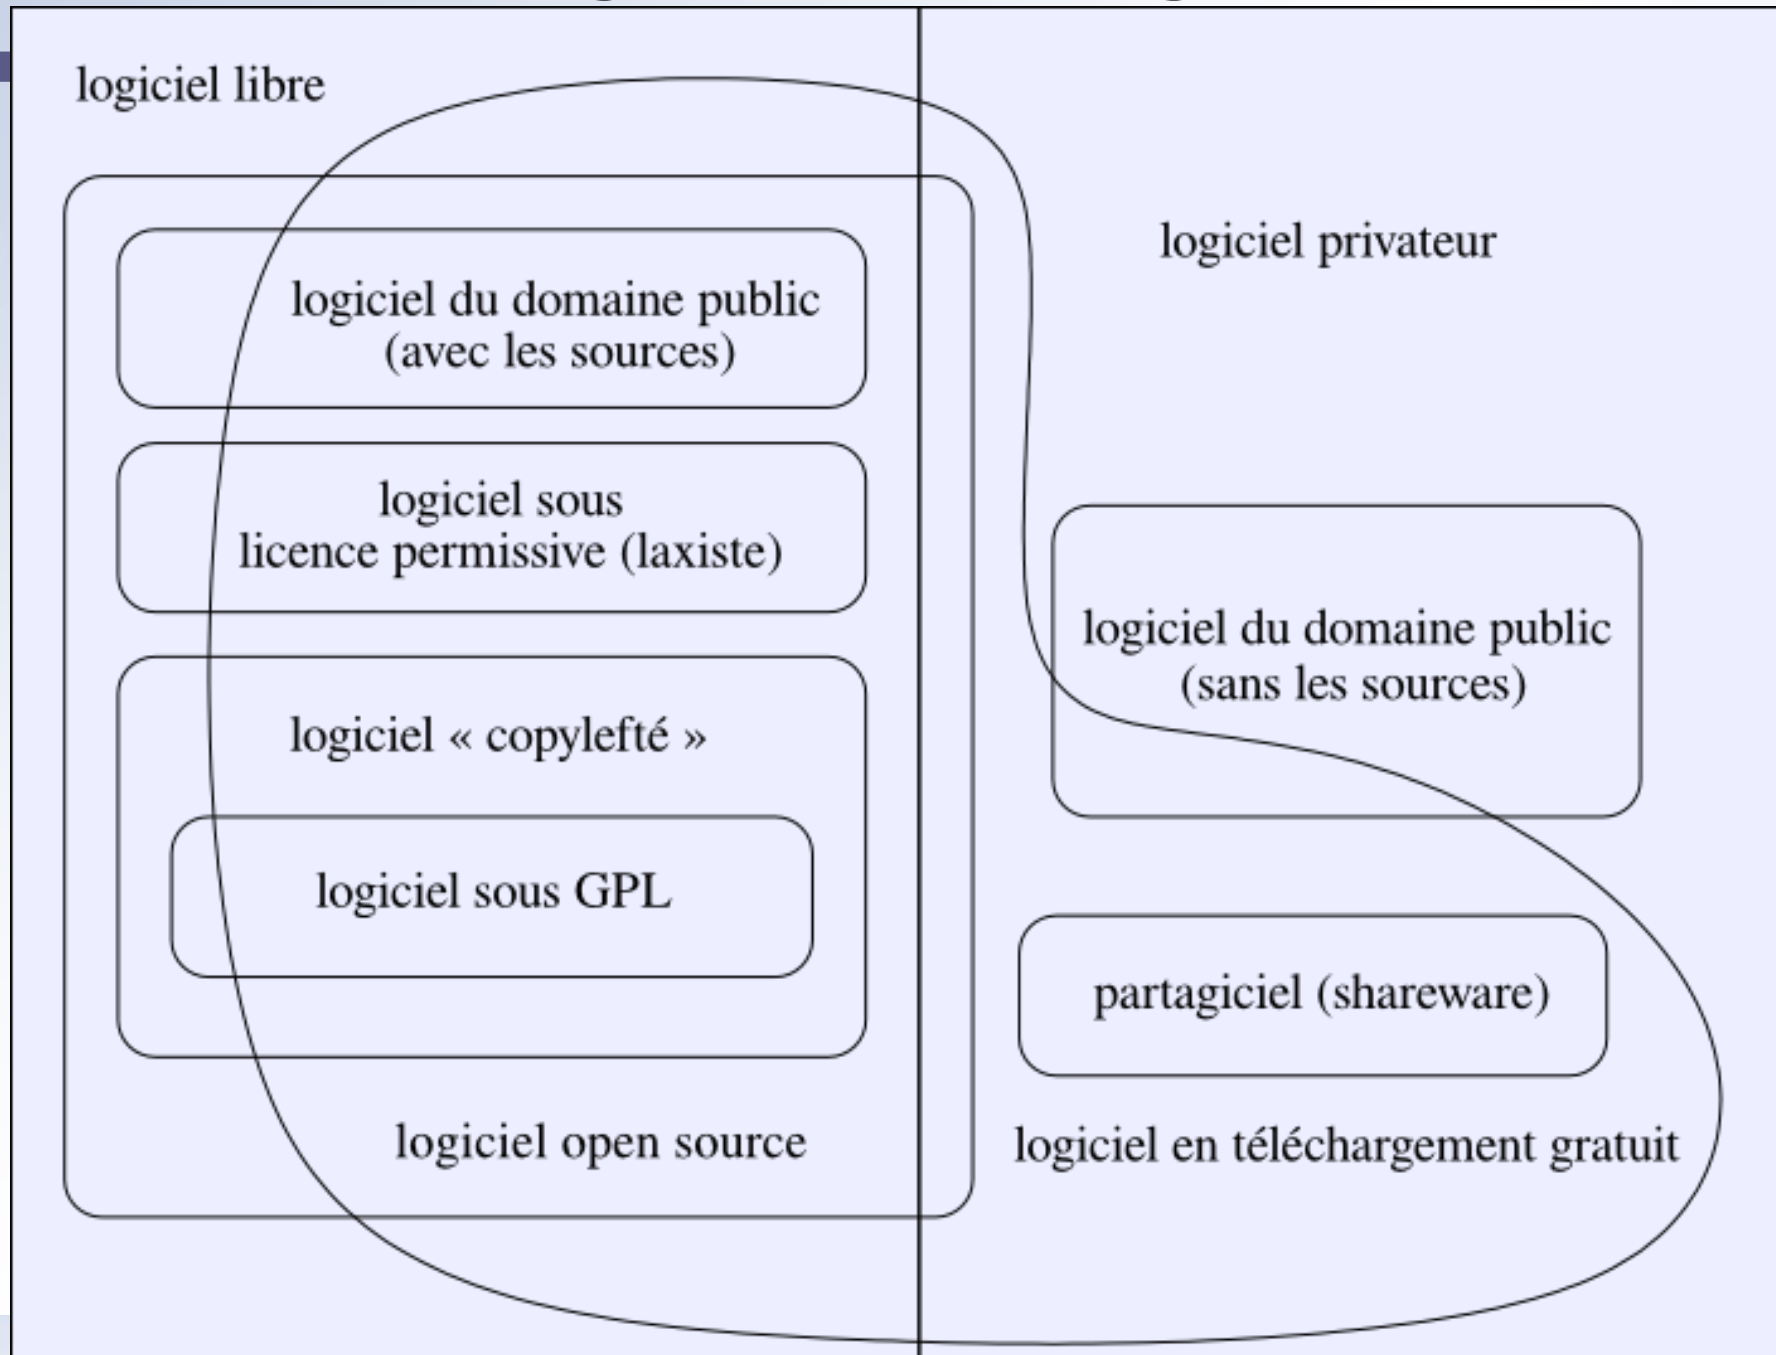 logiciel libre
logiciel privateur
logiciel du domaine public
(avec les sources)
logiciel sous
licence permissive (laxiste)
logiciel du domaine public
(sans les sources)
logiciel « copylefté »
logiciel sous GPL
partagiciel (shareware)
logiciel open source
logiciel en téléchargement gratuit